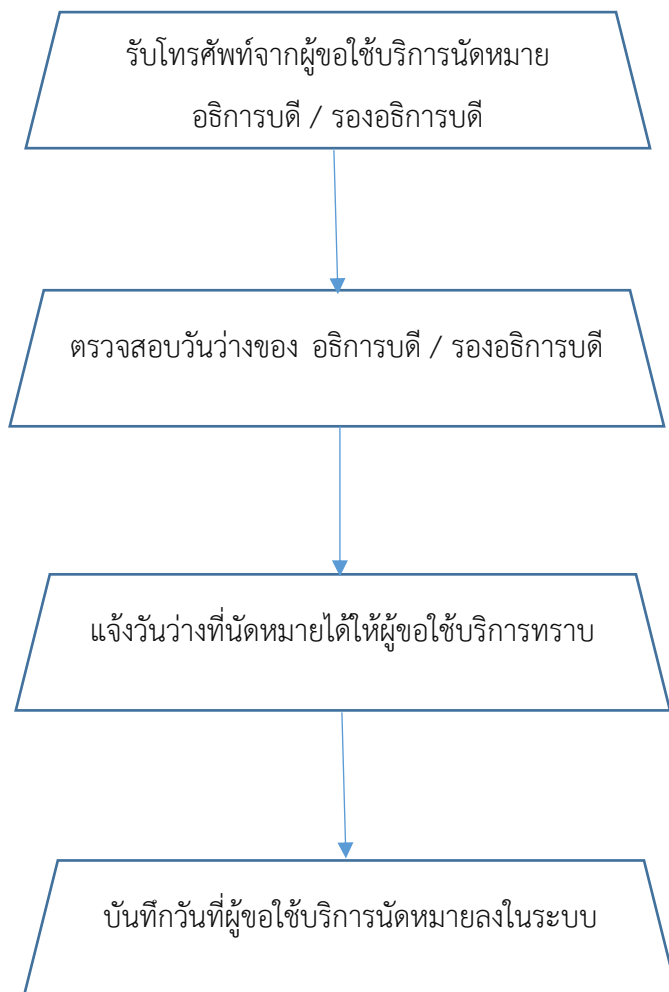 รับโทรศัพท์จากผู้ขอใช้บริการนัดหมาย
อธิการบดี / รองอธิการบดี
ตรวจสอบวันว่างของ อธิการบดี / รองอธิการบดี
แจ้งวันว่างที่นัดหมายได้ให้ผู้ขอใช้บริการทราบ
บันทึกวันที่ผู้ขอใช้บริการนัดหมายลงในระบบ